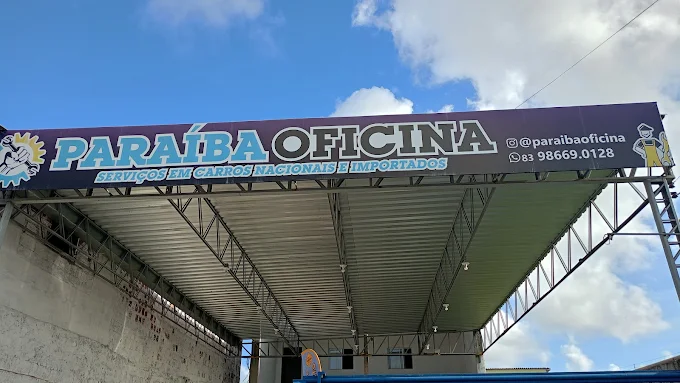 PARAÍBA OFICINA
SERVIÇOS EM CARROS NACIONAIS E IMPORTADOS
@paraibaoficina
83 98669.0128